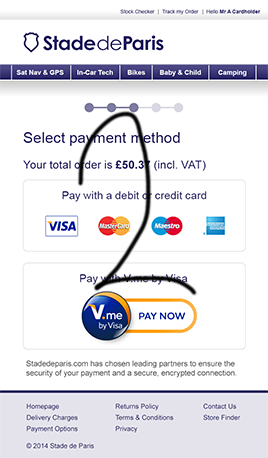 Stock Checker | Track my Order | Hello Mr A Cardholder
Stade de Paris
Sat Nav & GPS | In-Car Tech | Bikes | Baby & Child | Camping
Select payment method
Your total order is £50.37 (incl. VAT)
Pay with a debit or credit card
VISA MasterCard Maestro AMERICAN EXPRESS
Pay with V.me by Visa
V.me by Visa PAY NOW
Stadedeparis.com has chosen leading partners to ensure the
security of your payment and a secure, encrypted connection.
Homepage Returns Policy Contact Us
Delivery Charges Terms & Conditions Store Finder
Payment Options Privacy
© 2014 Stade de Paris
2